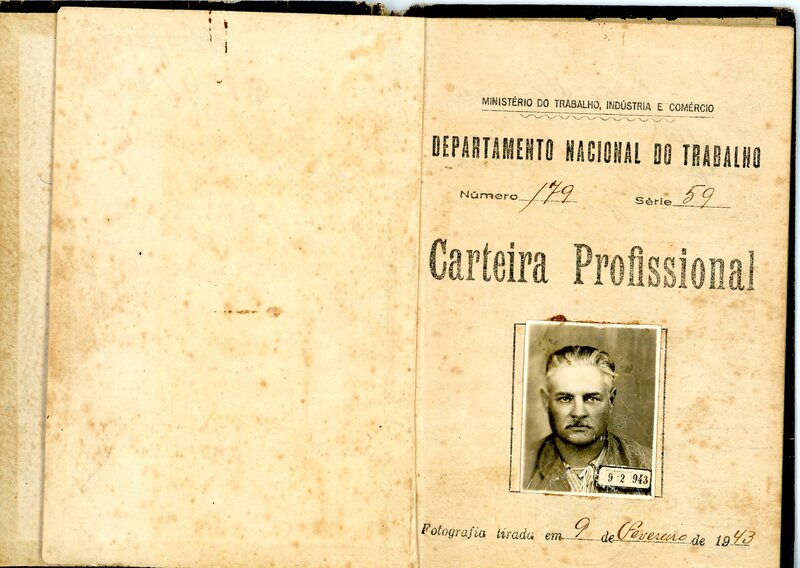 MINISTÉRIO DO TRABALHO, INDÚSTRIA E COMÉRCIO
DEPARTAMENTO NACIONAL DO TRABALHO
Número 179 Série 59
Carteira Profissional
9 2 943
Fotografia tirada em 9 de Fevereiro de 1943